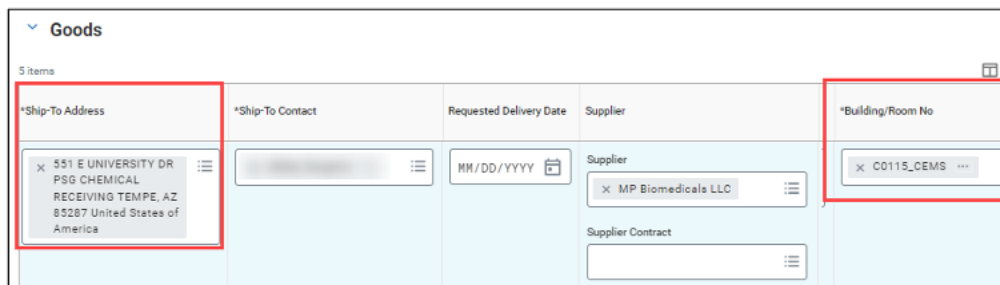 Goods
5 items
*Ship-To Address
*Ship-To Contact
Requested Delivery Date
Supplier
*Building/Room No
× 551 E UNIVERSITY DR
PSG CHEMICAL
RECEIVING TEMPE, AZ
85287 United States of
America
MM/DD/YYYY
Supplier
× MP Biomedicals LLC
Supplier Contract
× C0115_CEMS ...